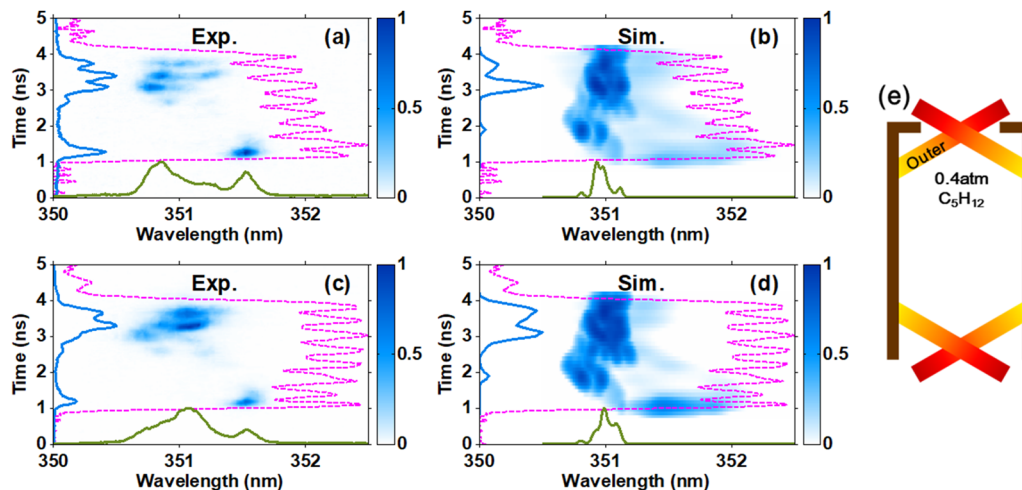 Exp.
(a)
Time (ns)
5
4
3
2
1
0
350
351
352
Wavelength (nm)
1
0.5
0
Sim.
(b)
Time (ns)
5
4
3
2
1
0
350
351
352
Wavelength (nm)
1
0.5
0
Exp.
(c)
Time (ns)
5
4
3
2
1
0
350
351
352
Wavelength (nm)
1
0.5
0
Sim.
(d)
Time (ns)
5
4
3
2
1
0
350
351
352
Wavelength (nm)
1
0.5
0
(e)
Outer
0.4atm
C₅H₁₂